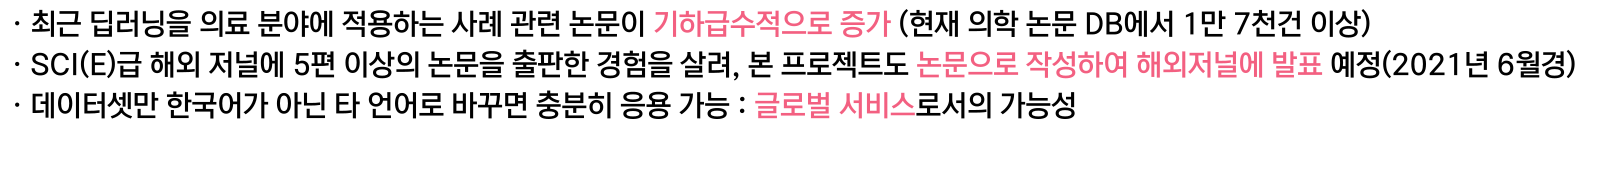 · 최근 딥러닝을 의료 분야에 적용하는 사례 관련 논문이 기하급수적으로 증가 (현재 의학 논문 DB에서 1만 7천건 이상)
· SCI(E)급 해외 저널에 5편 이상의 논문을 출판한 경험을 살려, 본 프로젝트도 논문으로 작성하여 해외저널에 발표 예정(2021년 6월경)
· 데이터셋만 한국어가 아닌 타 언어로 바꾸면 충분히 응용 가능 : 글로벌 서비스로서의 가능성